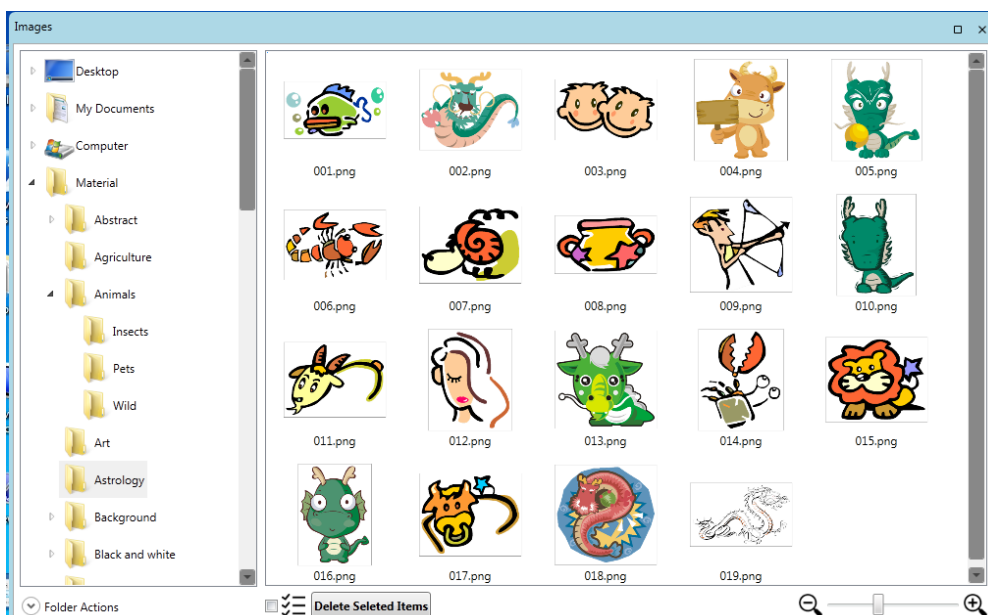 Images
Desktop
My Documents
Computer
Material
Abstract
Agriculture
Animals
Insects
Pets
Wild
Art
Astrology
Background
Black and white
Folder Actions
001.png 002.png 003.png 004.png 005.png
006.png 007.png 008.png 009.png 010.png
011.png 012.png 013.png 014.png 015.png
016.png 017.png 018.png 019.png
Delete Seleted Items